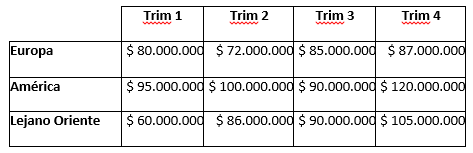 Trim 1 Trim 2 Trim 3 Trim 4
Europa $ 80.000.000 $ 72.000.000 $ 85.000.000 $ 87.000.000
América $ 95.000.000 $ 100.000.000 $ 90.000.000 $ 120.000.000
Lejano Oriente $ 60.000.000 $ 86.000.000 $ 90.000.000 $ 105.000.000